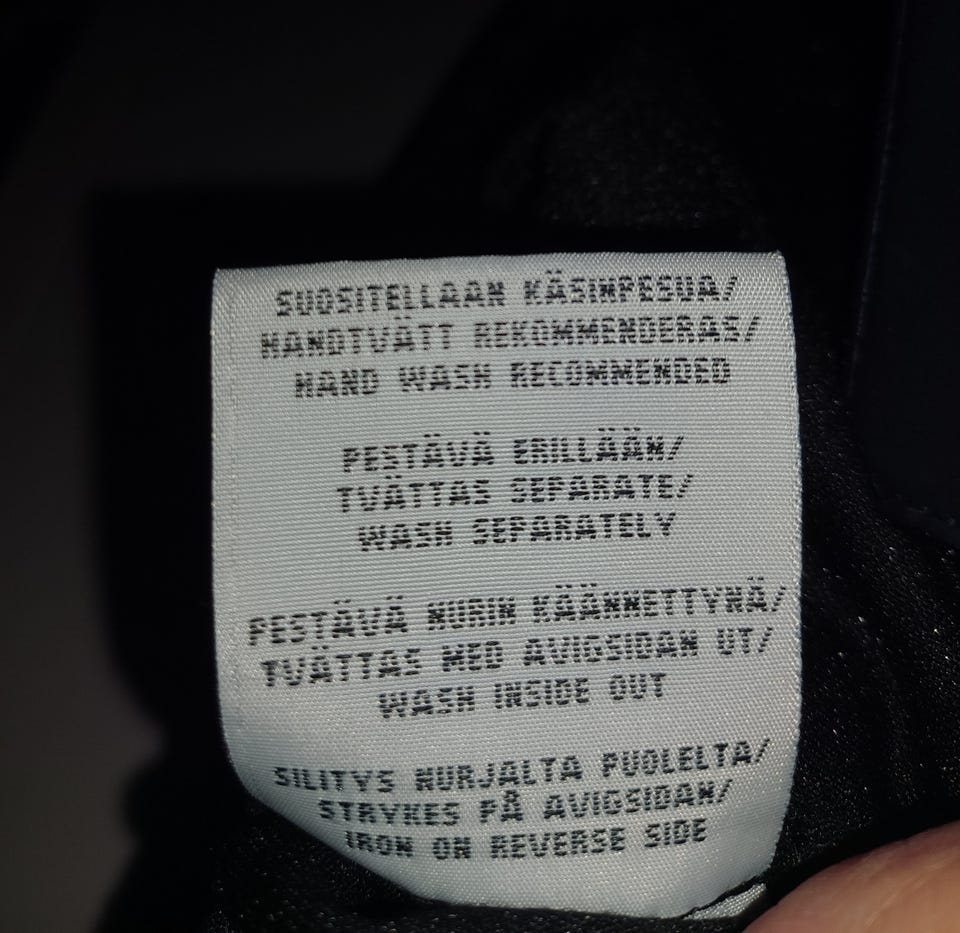 SUOSITELLAAN KÄSINPESUA/
HANDTVÄTT REKOMMENDERAS/
HAND WASH RECOMMENDED
PESTÄVÄ ERILLÄÄN/
TVÄTTAS SEPARATE/
WASH SEPARATELY
PESTÄVÄ NURIN KÄÄNNETTYNÄ/
TVÄTTAS MED AVIGSIDAN UT/
WASH INSIDE OUT
SILITYS NURJALTA PUOLELTA/
STRYKES PÅ AVIGSIDAN/
IRON ON REVERSE SIDE